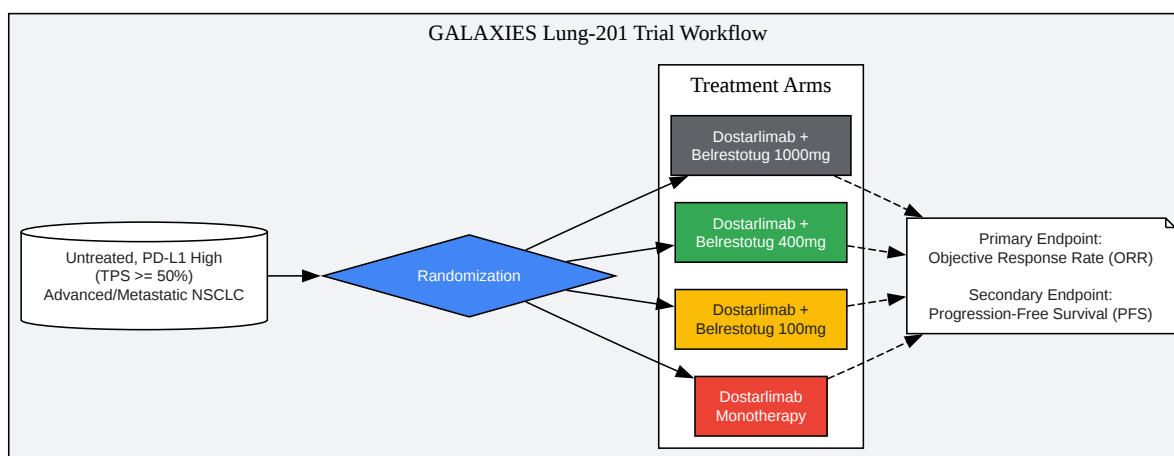 GALAXIES Lung-201 Trial Workflow
Treatment Arms
Dostarlimab +
Belrestotug 1000mg
Dostarlimab +
Belrestotug 400mg
Dostarlimab +
Belrestotug 100mg
Dostarlimab
Monotherapy
Untreated, PD-L1 High
(TPS >= 50%)
Advanced/Metastatic NSCLC
Randomization
Primary Endpoint:
Objective Response Rate (ORR)
Secondary Endpoint:
Progression-Free Survival (PFS)